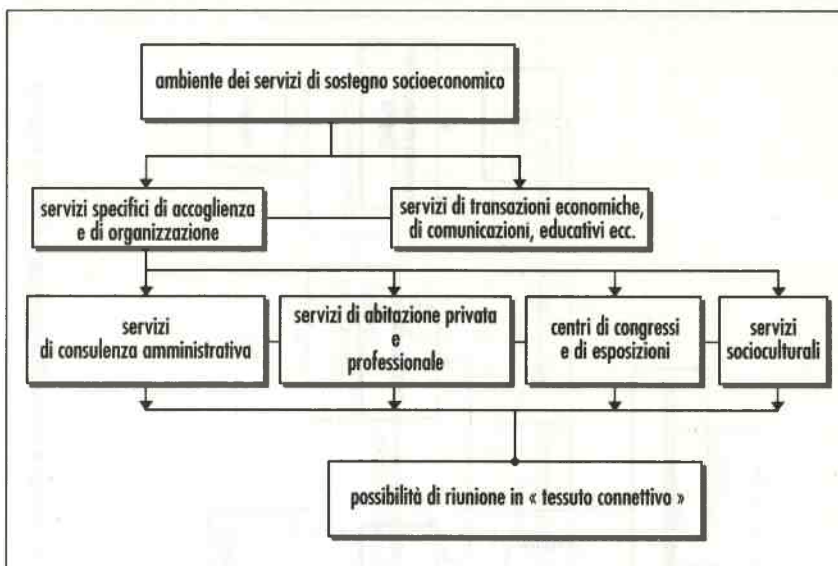 ambiente dei servizi di sostegno socioeconomico
servizi specifici di accoglienza
e di organizzazione
servizi di transazioni economiche,
di comunicazioni, educativi ecc.
servizi
di consulenza amministrativa
servizi di abitazione privata
e
professionale
centri di congressi
e di esposizioni
servizi
socioculturali
possibilità di riunione in « tessuto connettivo »